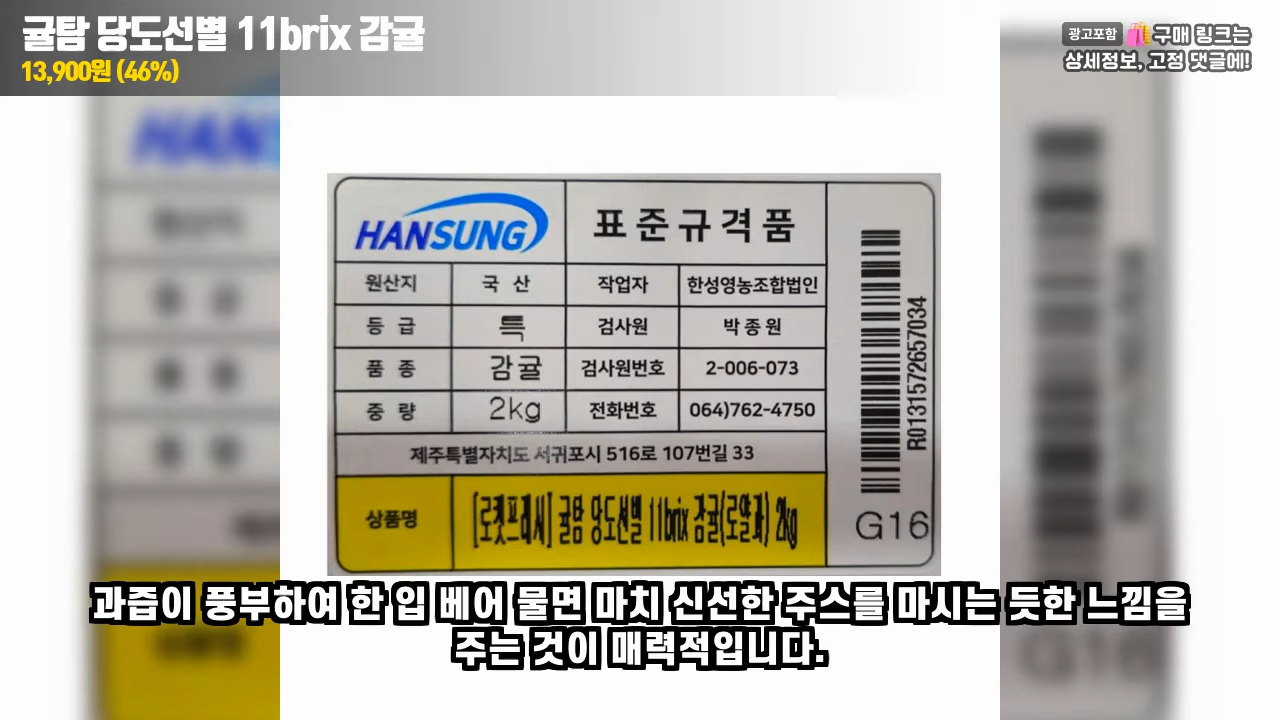 귤탐 당도선별 11brix 감귤
13,900원 (46%)
광고포함 구매 링크는
상세정보, 고정 댓글에!
HANSUNG
표준규격품
원산지 국 산 작업자 한성영농조합법인
등 급 특 검사원 박종원
품 종 감귤 검사원번호 2-006-073
중 량 2kg 전화번호 064)762-4750
제주특별자치도 서귀포시 516로 107번길 33
상품명 [로켓프레시] 귤탐 당도선별 11brix 감귤(로얄과) 2kg
R0131572657034
G16
과즙이 풍부하여 한 입 베어 물면 마치 신선한 주스를 마시는 듯한 느낌을
주는 것이 매력적입니다.